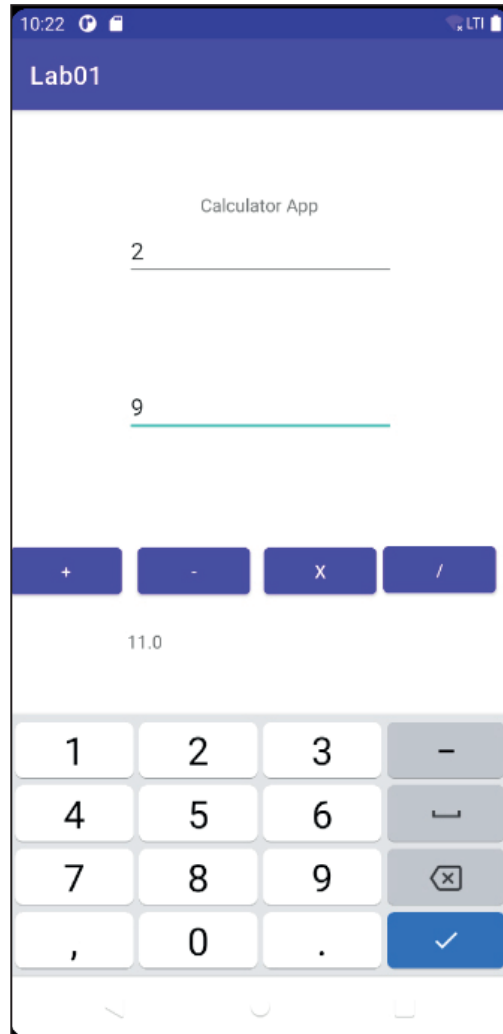 10:22 LTI
Lab01
Calculator App
2
9
+ - X /
11.0
1 2 3 –
4 5 6
7 8 9
, 0 .